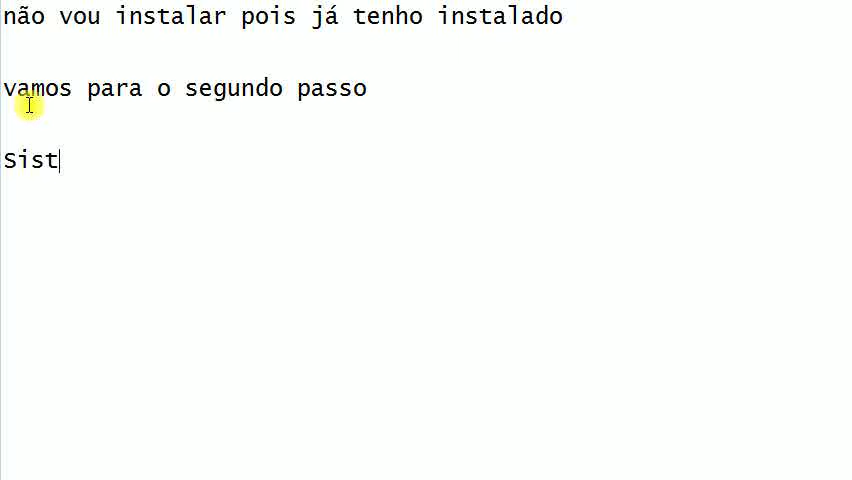 não vou instalar pois já tenho instalado
vamos para o segundo passo
Sist